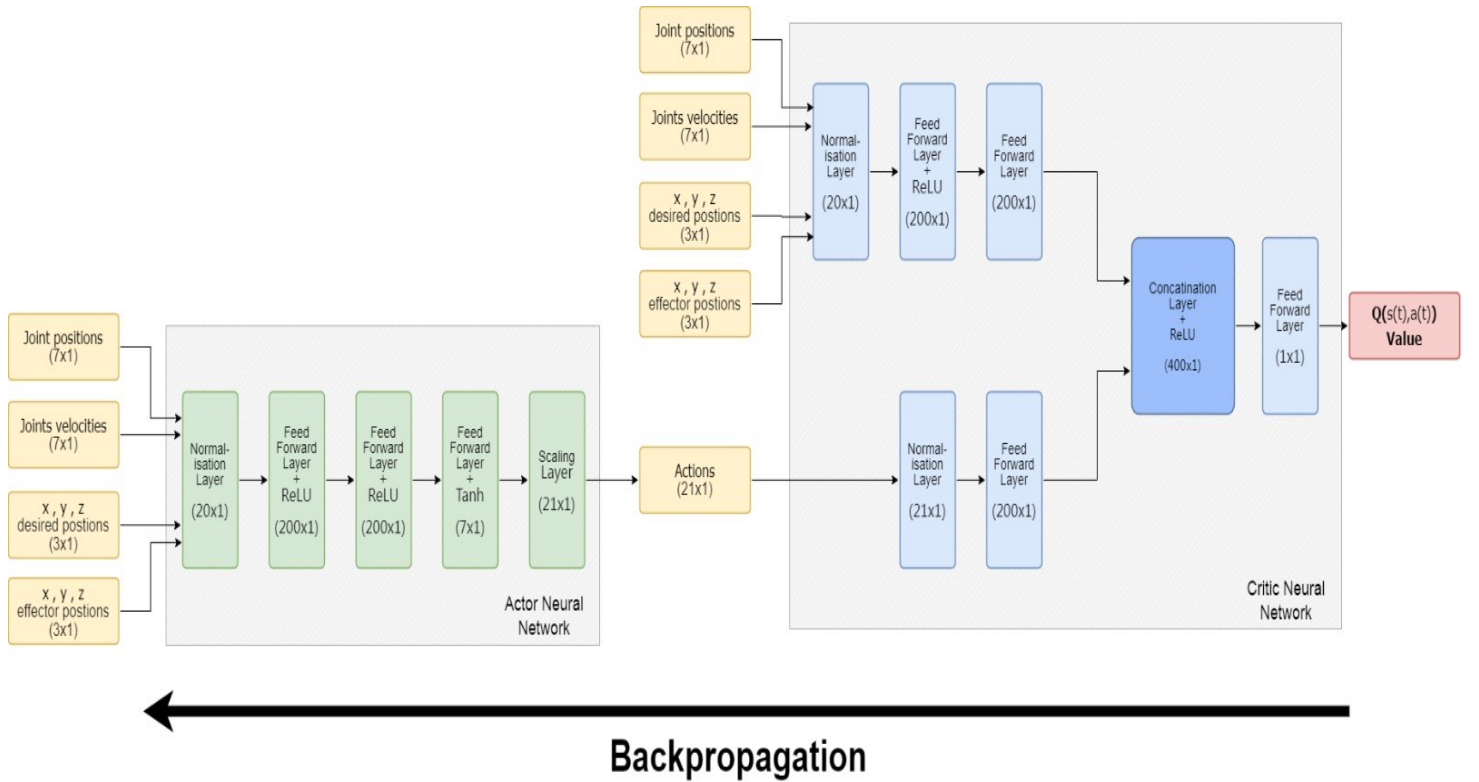 Joint positions
(7x1)
Joints velocities
(7x1)
x , y , z
desired postions
(3x1)
x , y , z
effector postions
(3x1)
Normal-
isation
Layer
(20x1)
Feed
Forward
Layer
+
ReLU
(200x1)
Feed
Forward
Layer
+
ReLU
(200x1)
Feed
Forward
Layer
+
Tanh
(7x1)
Scaling
Layer
(21x1)
Actor Neural
Network
Actions
(21x1)
Joint positions
(7x1)
Joints velocities
(7x1)
x , y , z
desired postions
(3x1)
x , y , z
effector postions
(3x1)
Normal-
isation
Layer
(20x1)
Feed
Forward
Layer
+
ReLU
(200x1)
Feed
Forward
Layer
(200x1)
Normal-
isation
Layer
(21x1)
Feed
Forward
Layer
(200x1)
Concatination
Layer
+
ReLU
(400x1)
Feed
Forward
Layer
(1x1)
Critic Neural
Network
Q(s(t),a(t))
Value
Backpropagation